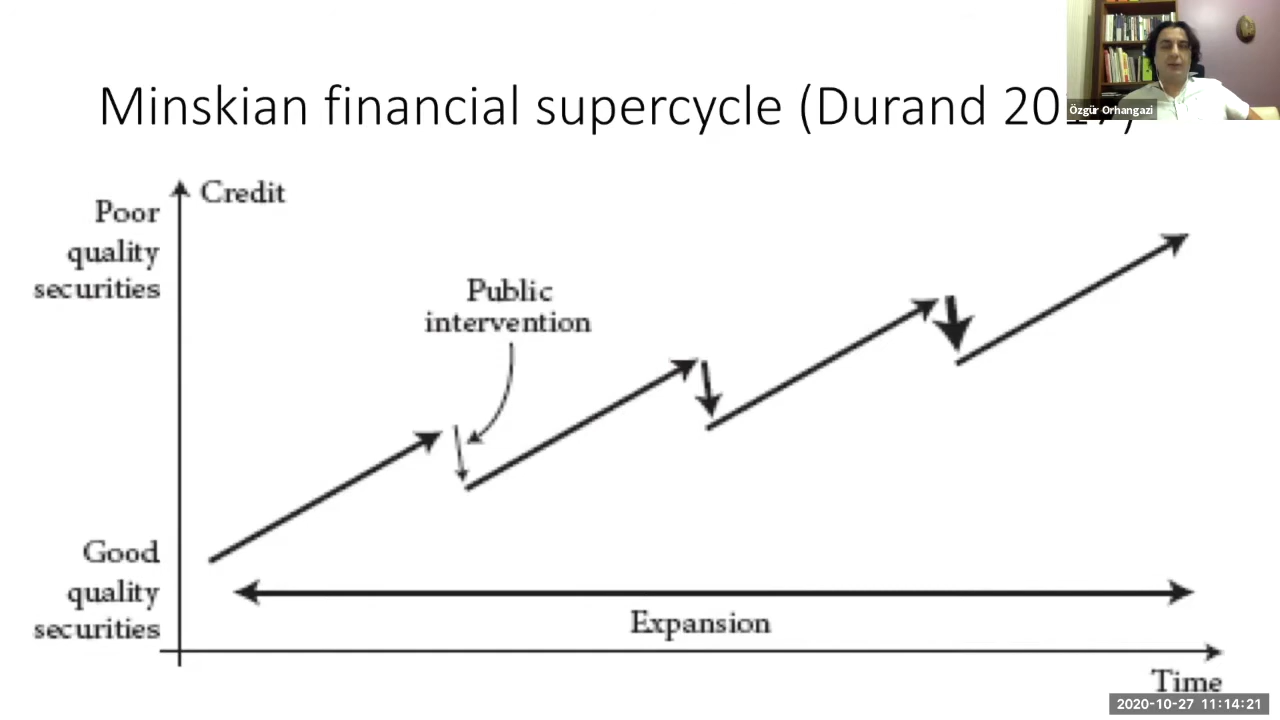 Minskian financial supercycle (Durand 2017)
Özgür Orhangazi
Credit
Poor
quality
securities
Public
intervention
Good
quality
securities
Expansion
Time
2020-10-27 11:14:21